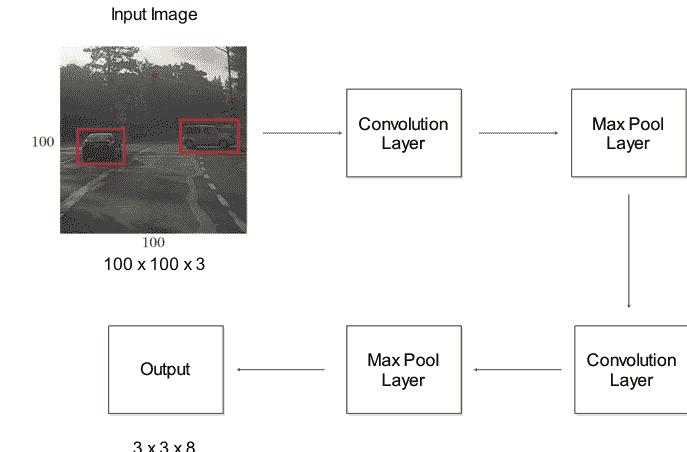 Input Image
100
100
100 x 100 x 3
Convolution
Layer
Max Pool
Layer
Output
Max Pool
Layer
Convolution
Layer
3 x 3 x 8